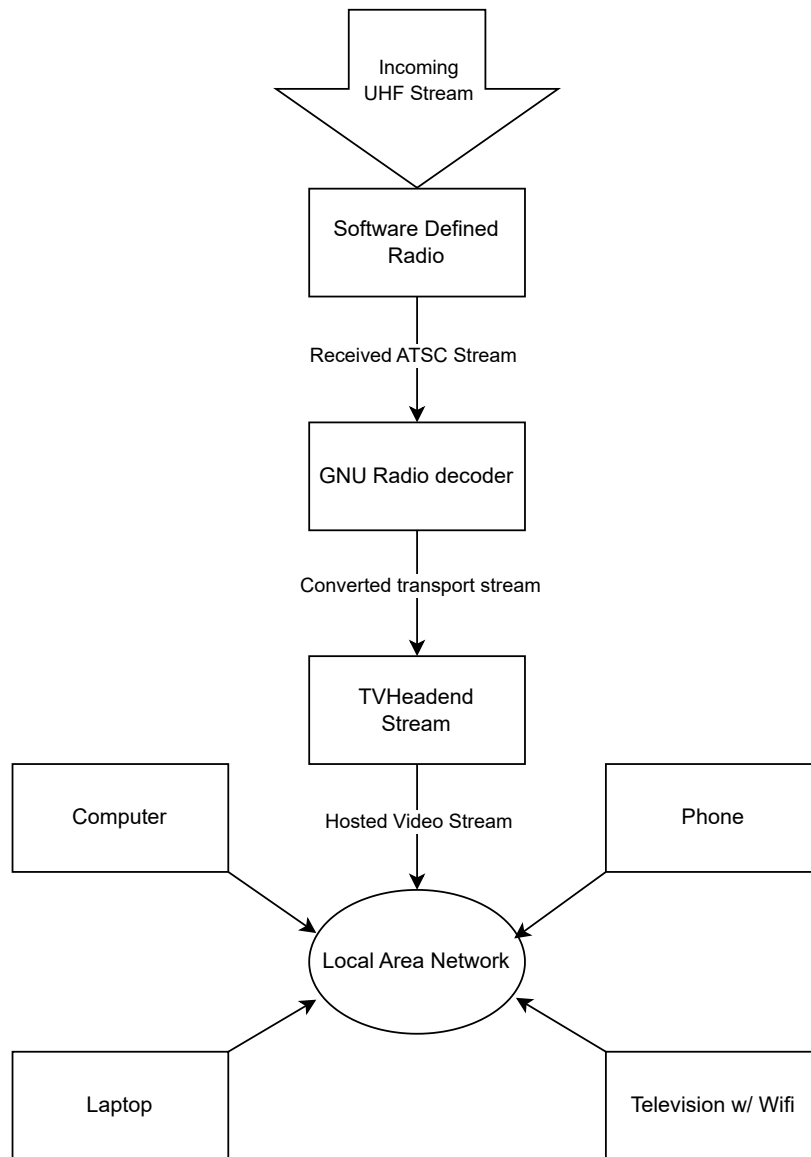 Incoming
UHF Stream
Software Defined
Radio
Received ATSC Stream
GNU Radio decoder
Converted transport stream
TVHeadend
Stream
Computer
Hosted Video Stream
Phone
Local Area Network
Laptop
Television w/ Wifi